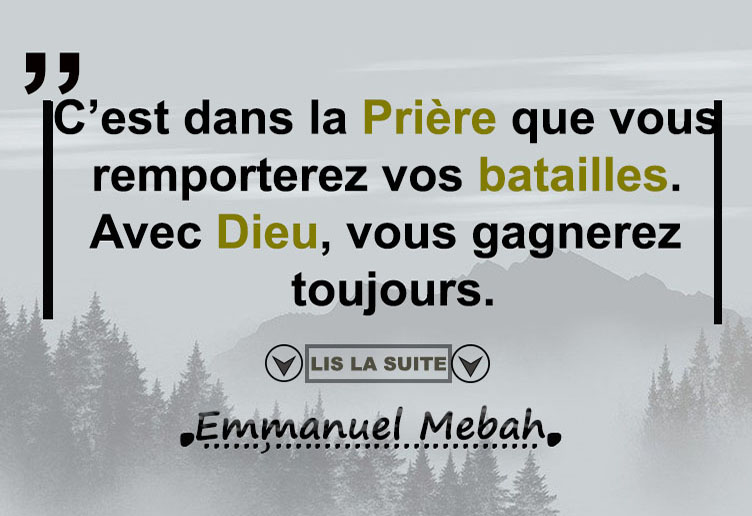 ”
C’est dans la Prière que vous
remporterez vos batailles.
Avec Dieu, vous gagnerez
toujours.
LIS LA SUITE
Emmanuel Mebah